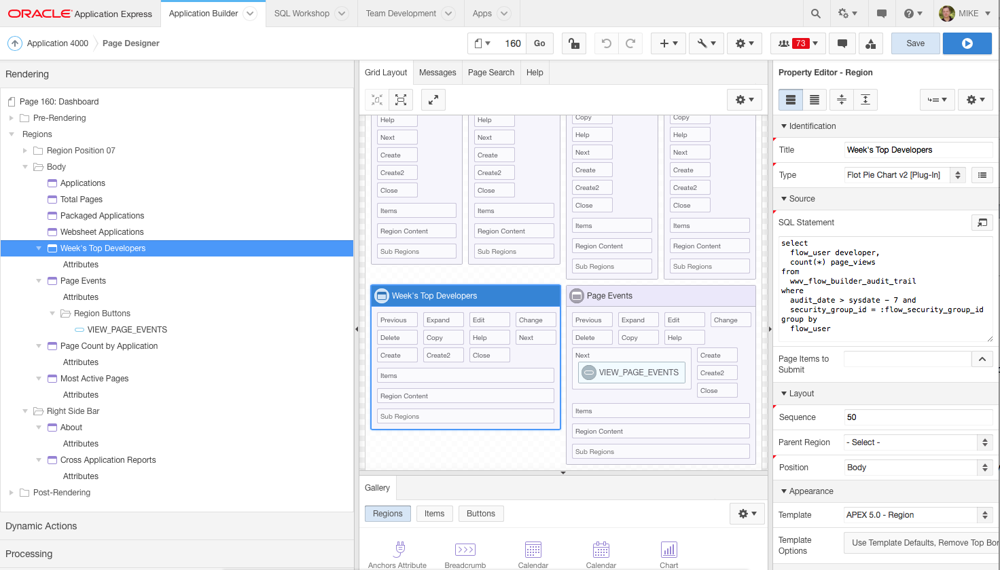 ORACLE Application Express Application Builder SQL Workshop Team Development Apps MIKE
Application 4000 Page Designer 160 Go 73 Save
Rendering
Page 160: Dashboard
Pre-Rendering
Regions
Region Position 07
Body
Applications
Total Pages
Packaged Applications
Websheet Applications
Week's Top Developers
Attributes
Page Events
Attributes
Region Buttons
VIEW_PAGE_EVENTS
Page Count by Application
Attributes
Most Active Pages
Attributes
Right Side Bar
About
Attributes
Cross Application Reports
Attributes
Post-Rendering
Dynamic Actions
Processing
Grid Layout Messages Page Search Help
Help
Next
Create
Create2
Close
Items
Region Content
Sub Regions
Help
Next
Create
Create2
Close
Items
Region Content
Sub Regions
Copy
Help
Next
Create
Create2
Close
Items
Region Content
Sub Regions
Copy
Help
Next
Create
Create2
Close
Items
Region Content
Sub Regions
Week's Top Developers
Previous Expand Edit Change
Delete Copy Help Next
Create Create2 Close
Items
Region Content
Sub Regions
Page Events
Previous Expand Edit Change
Delete Copy Help
Next Create
VIEW_PAGE_EVENTS Create2
Close
Items
Region Content
Sub Regions
Gallery
Regions Items Buttons
Anchors Attribute Breadcrumb Calendar Calendar Chart
Property Editor - Region
Identification
Title Week's Top Developers
Type Flot Pie Chart v2 [Plug-In]
Source
SQL Statement
select
flow_user developer,
count(*) page_views
from
wwv_flow_builder_audit_trail
where
audit_date > sysdate – 7 and
security_group_id = :flow_security_group_id
group by
flow_user
Page Items to
Submit
Layout
Sequence 50
Parent Region - Select -
Position Body
Appearance
Template APEX 5.0 - Region
Template
Options Use Template Defaults, Remove Top Bor